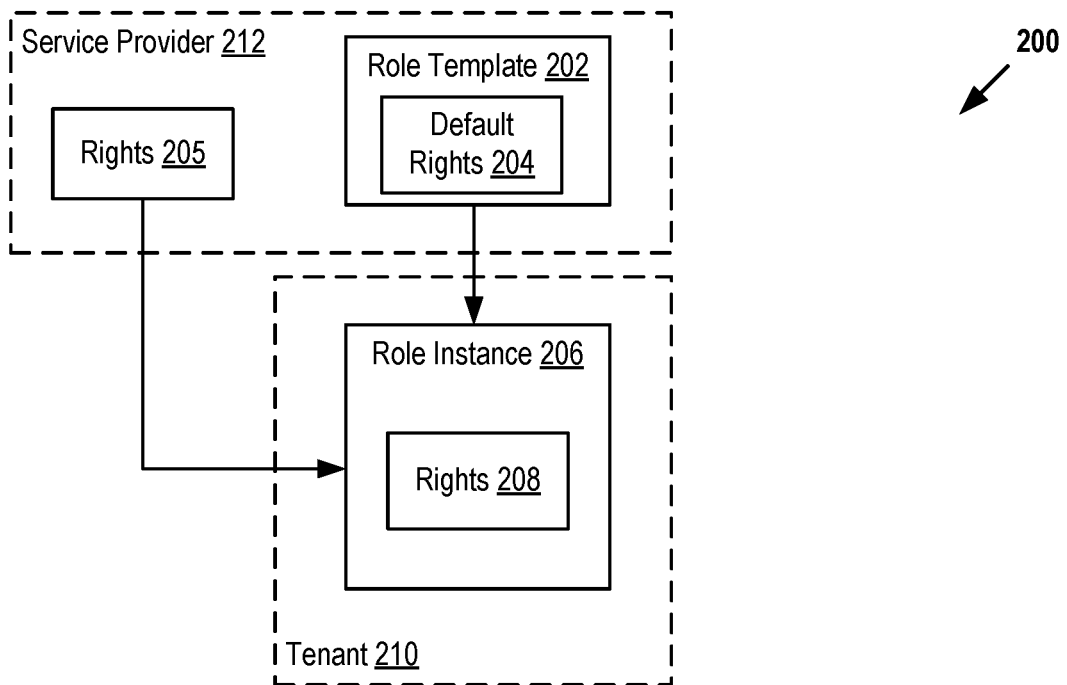 Service Provider 212
Role Template 202
200
Default
Rights 204
Rights 205
Role Instance 206
Rights 208
Tenant 210